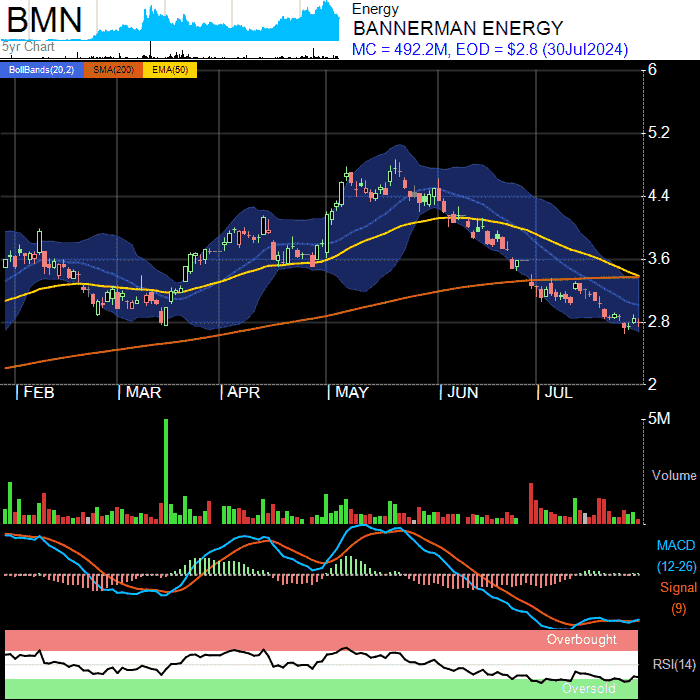 BMN
5yr Chart
Energy
BANNERMAN ENERGY
MC = 492.2M, EOD = $2.8 (30Jul2024)
BollBands(20,2) SMA(200) EMA(50)
6
5.2
4.4
3.6
2.8
2
FEB MAR APR MAY JUN JUL
5M
Volume
MACD
(12-26)
Signal
(9)
Overbought
RSI(14)
Oversold